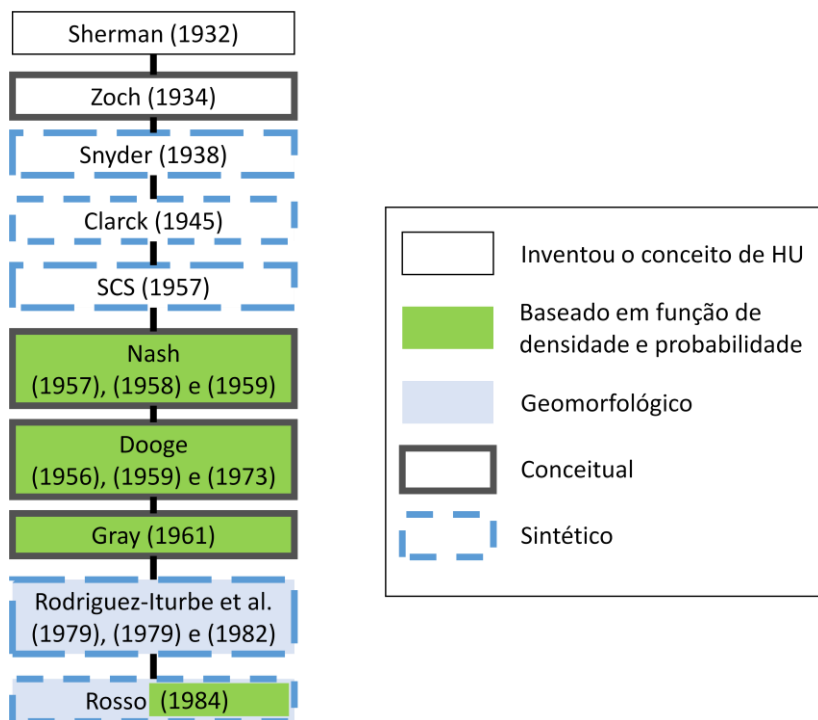 Sherman (1932)
Zoch (1934)
Snyder (1938)
Clarck (1945)
SCS (1957)
Nash
(1957), (1958) e (1959)
Dooge
(1956), (1959) e (1973)
Gray (1961)
Rodriguez-Iturbe et al.
(1979), (1979) e (1982)
Rosso (1984)
Inventou o conceito de HU
Baseado em função de
densidade e probabilidade
Geomorfológico
Conceitual
Sintético